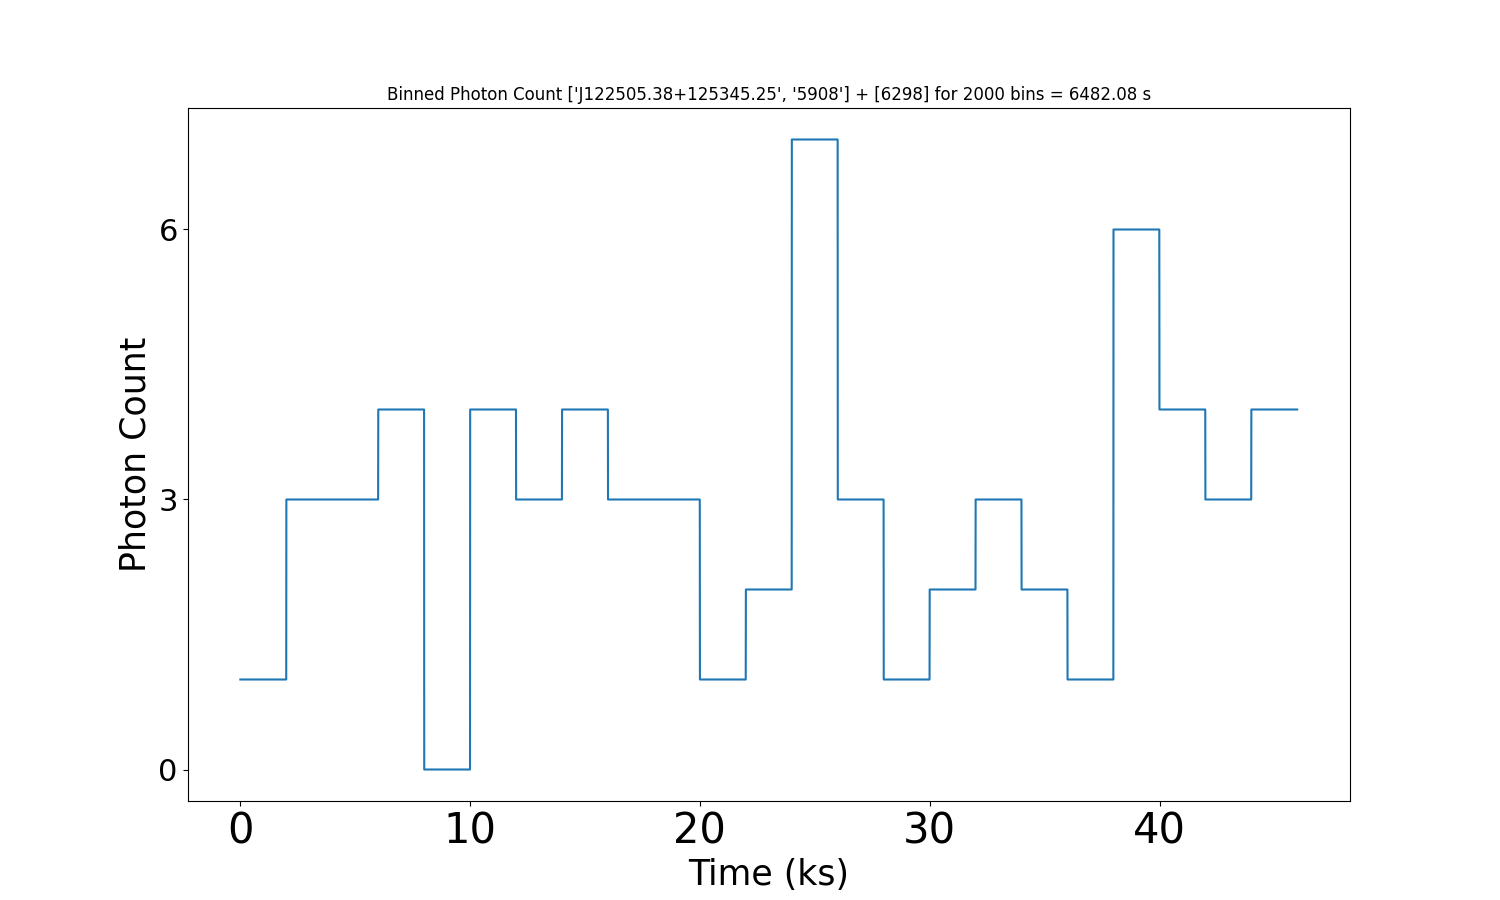 Binned Photon Count ['J122505.38+125345.25', '5908'] + [6298] for 2000 bins = 6482.08 s
6
3
0
Photon Count
0 10 20 30 40
Time (ks)